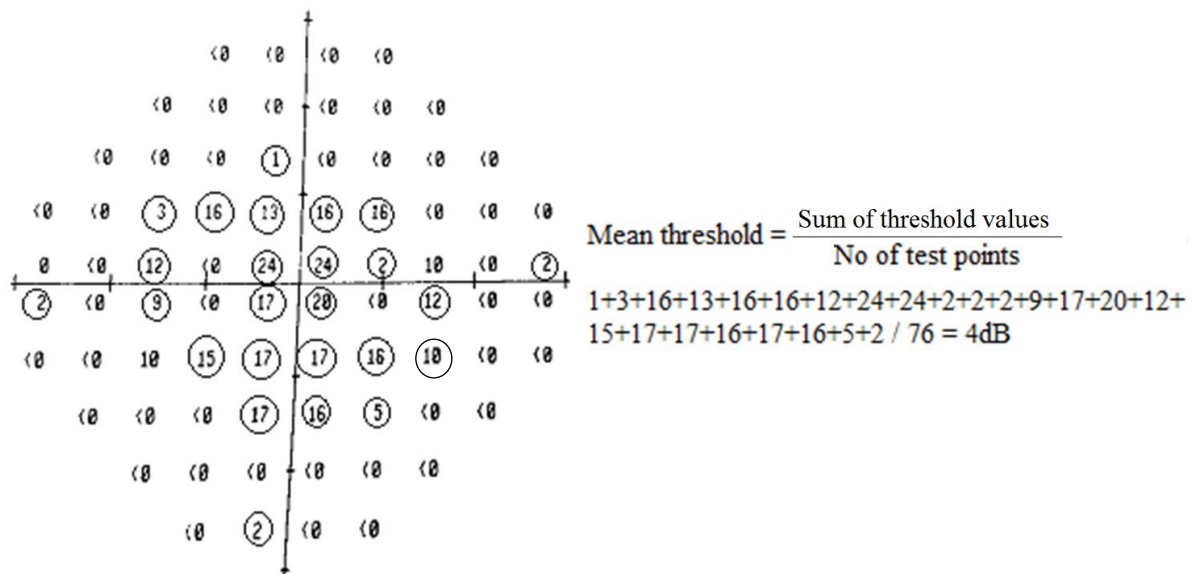 <0 <0 <0 <0
<0 <0 <0 <0 <0 <0
<0 <0 <0 1 <0 <0 <0 <0
<0 <0 3 16 13 16 16 <0 <0 <0
0 <0 12 <0 24 24 2 10 <0 2
2 <0 9 <0 17 20 <0 12 <0 <0
<0 <0 10 15 17 17 16 10 <0 <0
<0 <0 <0 17 16 5 <0 <0
<0 <0 <0 <0 <0 <0
<0 2 <0 <0
Mean threshold = Sum of threshold values
No of test points
1+3+16+13+16+16+12+24+24+2+2+2+9+17+20+12+
15+17+17+16+17+16+5+2 / 76 = 4dB